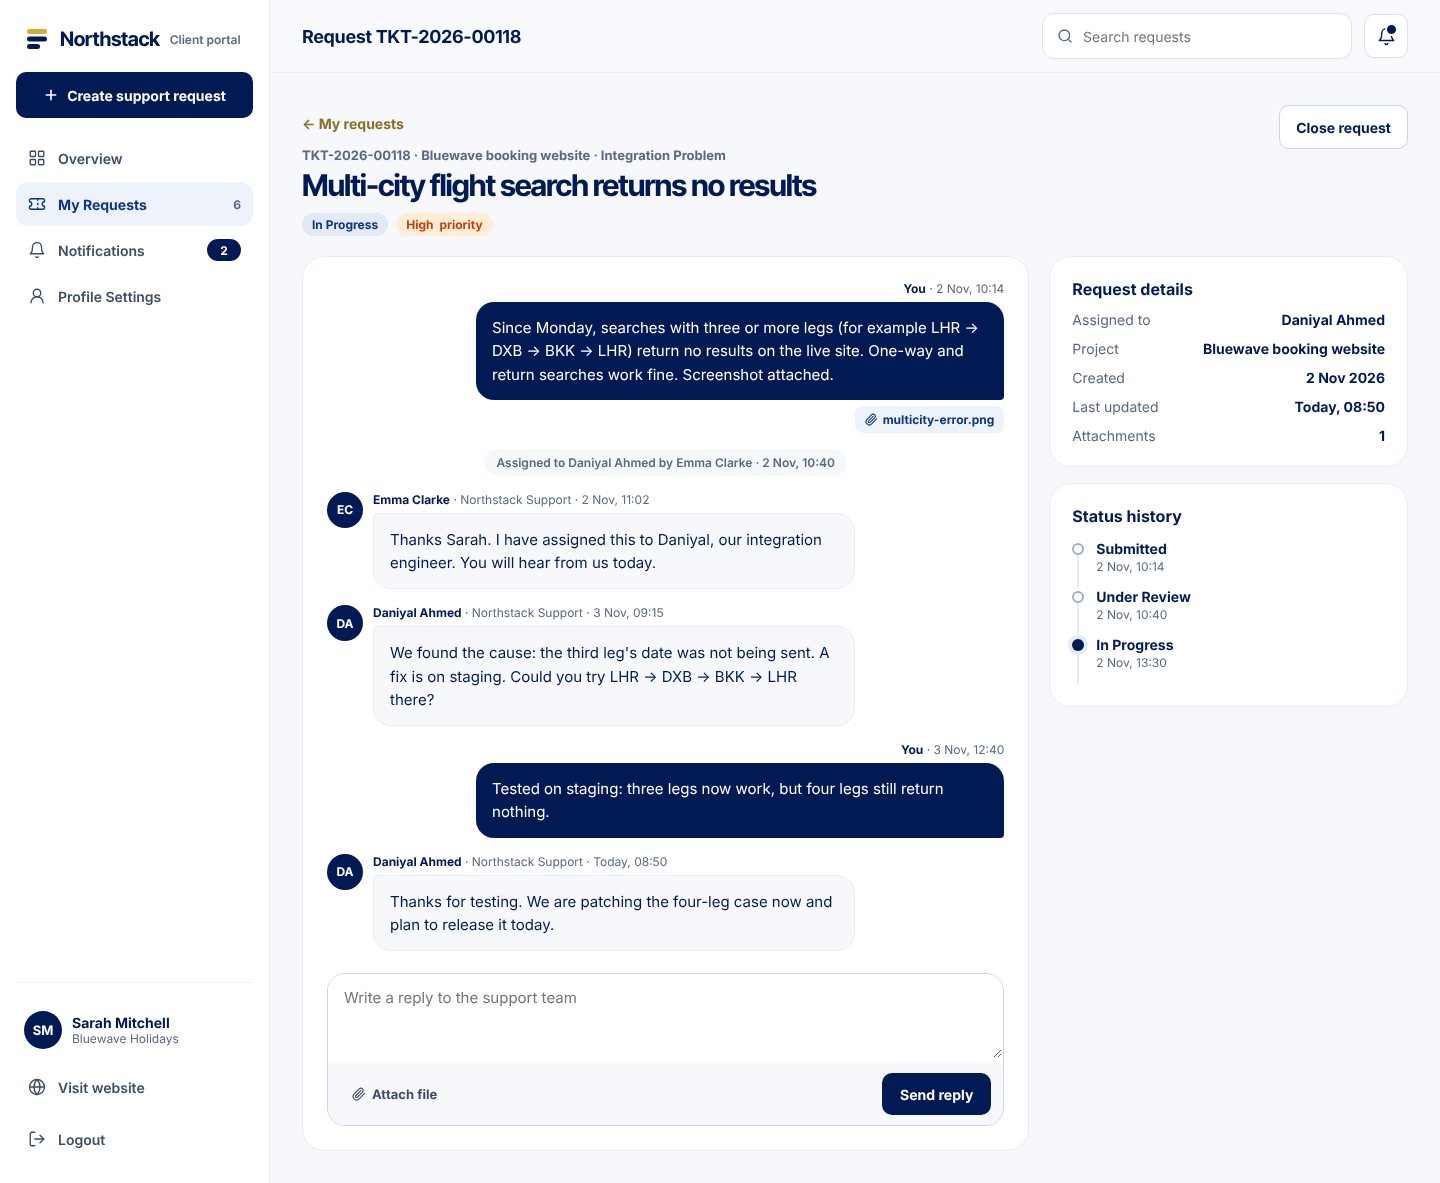 Northstack Client portal
Create support request
Overview
My Requests 6
Notifications 2
Profile Settings
SM
Sarah Mitchell
Bluewave Holidays
Visit website
Logout
Request TKT-2026-00118
Search requests
← My requests
Close request
TKT-2026-00118 · Bluewave booking website · Integration Problem
Multi-city flight search returns no results
In Progress
High priority
You · 2 Nov, 10:14
Since Monday, searches with three or more legs (for example LHR →
DXB → BKK → LHR) return no results on the live site. One-way and
return searches work fine. Screenshot attached.
multicity-error.png
Assigned to Daniyal Ahmed by Emma Clarke · 2 Nov, 10:40
EC
Emma Clarke · Northstack Support · 2 Nov, 11:02
Thanks Sarah. I have assigned this to Daniyal, our integration
engineer. You will hear from us today.
DA
Daniyal Ahmed · Northstack Support · 3 Nov, 09:15
We found the cause: the third leg's date was not being sent. A
fix is on staging. Could you try LHR → DXB → BKK → LHR
there?
You · 3 Nov, 12:40
Tested on staging: three legs now work, but four legs still return
nothing.
DA
Daniyal Ahmed · Northstack Support · Today, 08:50
Thanks for testing. We are patching the four-leg case now and
plan to release it today.
Write a reply to the support team
Attach file
Send reply
Request details
Assigned to Daniyal Ahmed
Project Bluewave booking website
Created 2 Nov 2026
Last updated Today, 08:50
Attachments 1
Status history
Submitted
2 Nov, 10:14
Under Review
2 Nov, 10:40
In Progress
2 Nov, 13:30